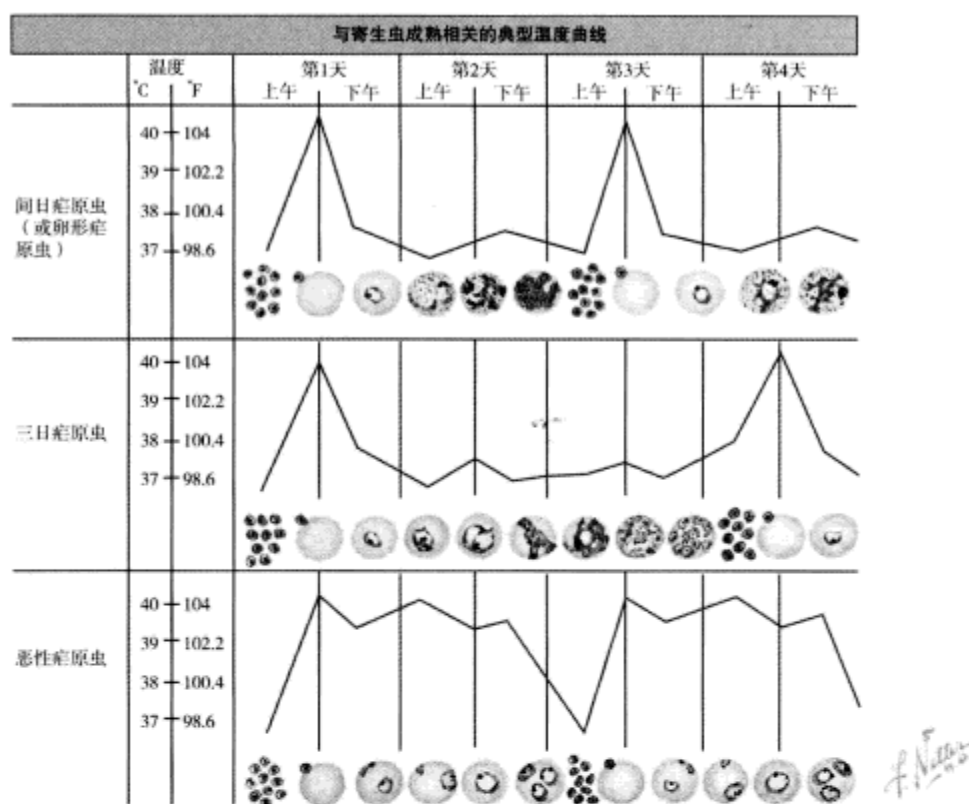 与寄生虫成熟相关的典型温度曲线
温度 第1天 第2天 第3天 第4天
°C °F 上午 下午 上午 下午 上午 下午 上午 下午
40 104
39 102.2
间日疟原虫
38 100.4
(或卵形疟
原虫)
37 98.6
40 104
39 102.2
三日疟原虫
38 100.4
37 98.6
40 104
39 102.2
恶性疟原虫
38 100.4
37 98.6
F. Netter